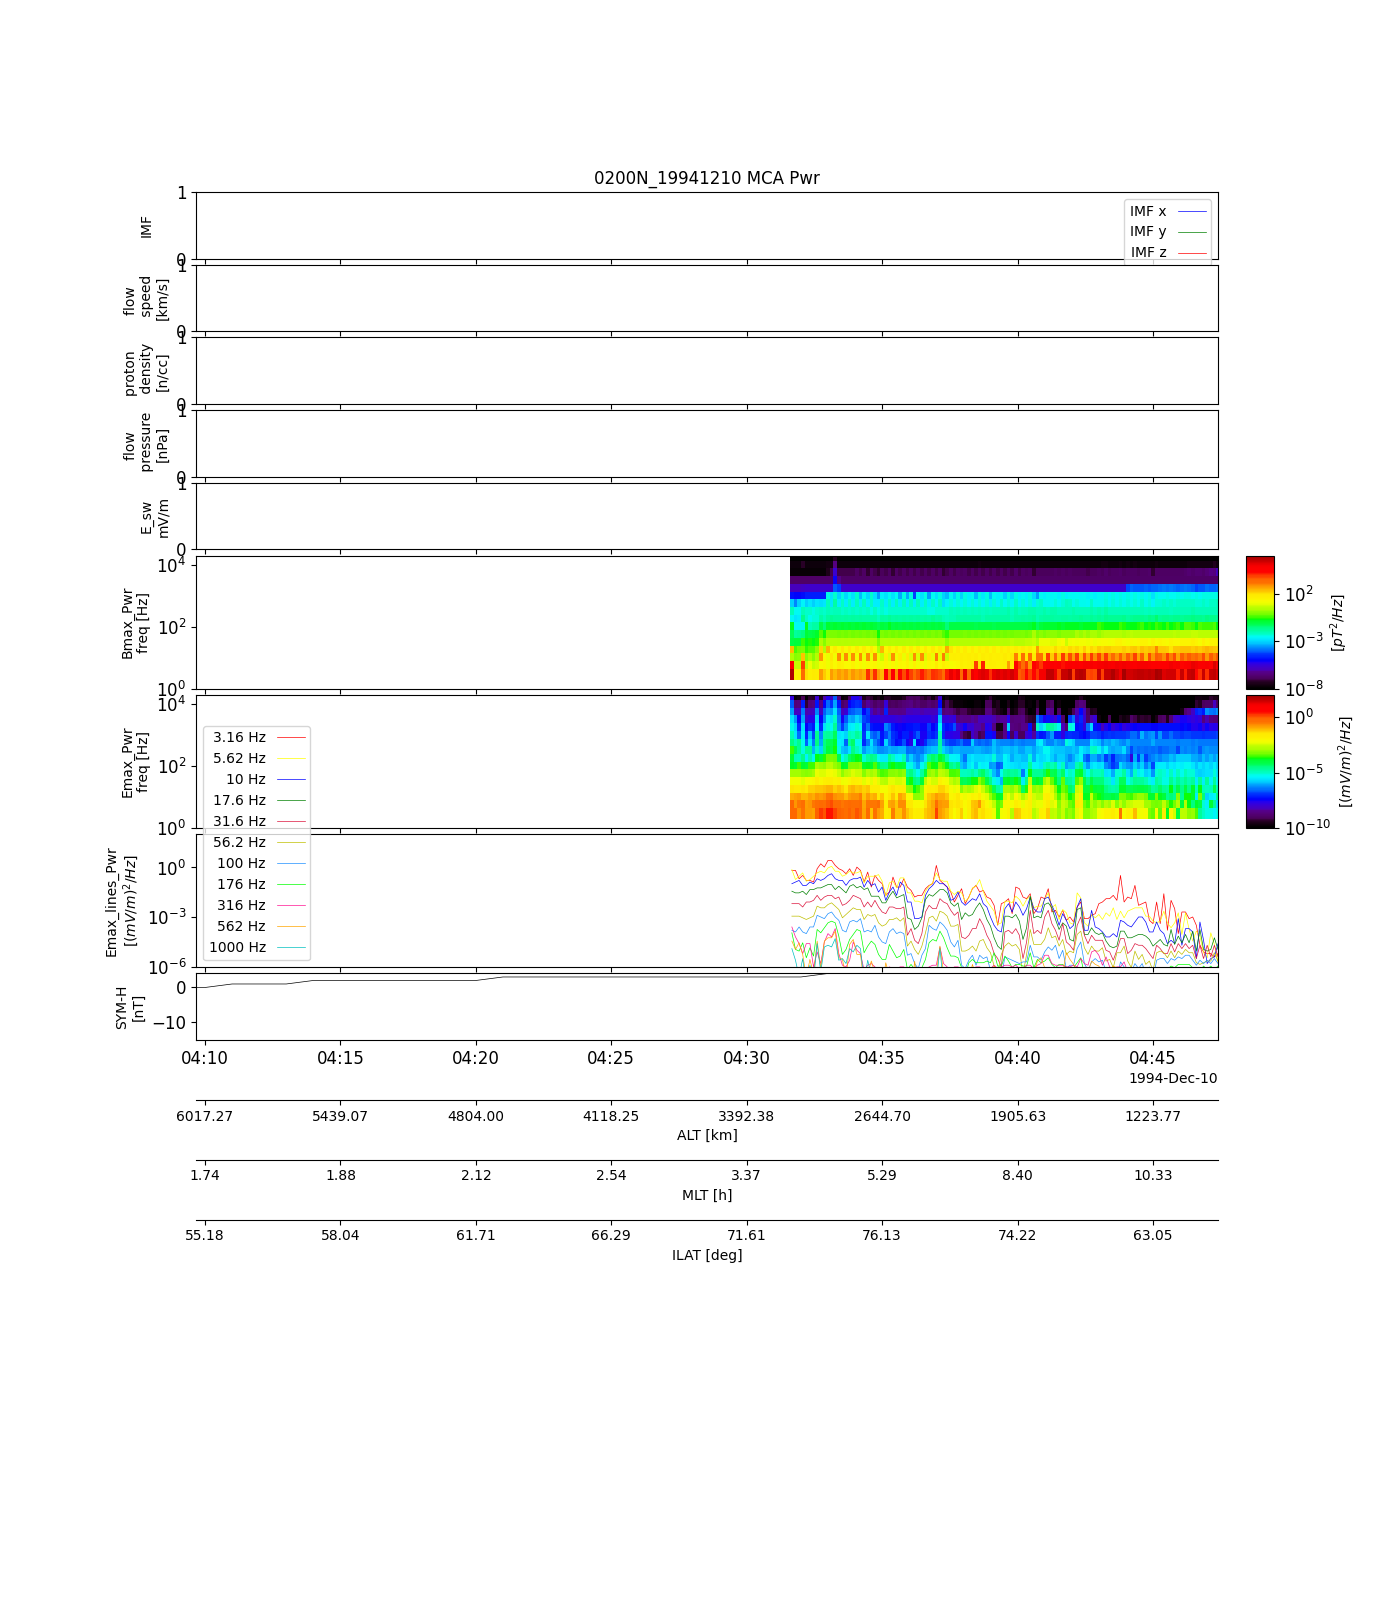 0200N_19941210 MCA Pwr
1
IMF
0
IMF x
IMF y
IMF z
1
flow
speed
[km/s]
0
1
proton
density
[n/cc]
0
1
flow
pressure
[nPa]
0
1
E_sw
mV/m
0
10^4
10^2
10^0
Bmax_Pwr
freq [Hz]
10^2
10^-3
10^-8
[pT^2/Hz]
10^4
10^2
10^0
Emax_Pwr
freq [Hz]
10^0
10^-5
10^-10
[(mV/m)^2/Hz]
3.16 Hz
5.62 Hz
10 Hz
17.6 Hz
31.6 Hz
56.2 Hz
100 Hz
176 Hz
316 Hz
562 Hz
1000 Hz
10^0
10^-3
10^-6
Emax_lines_Pwr
[(mV/m)^2/Hz]
0
−10
SYM-H
[nT]
04:10 04:15 04:20 04:25 04:30 04:35 04:40 04:45
1994-Dec-10
6017.27 5439.07 4804.00 4118.25 3392.38 2644.70 1905.63 1223.77
ALT [km]
1.74 1.88 2.12 2.54 3.37 5.29 8.40 10.33
MLT [h]
55.18 58.04 61.71 66.29 71.61 76.13 74.22 63.05
ILAT [deg]